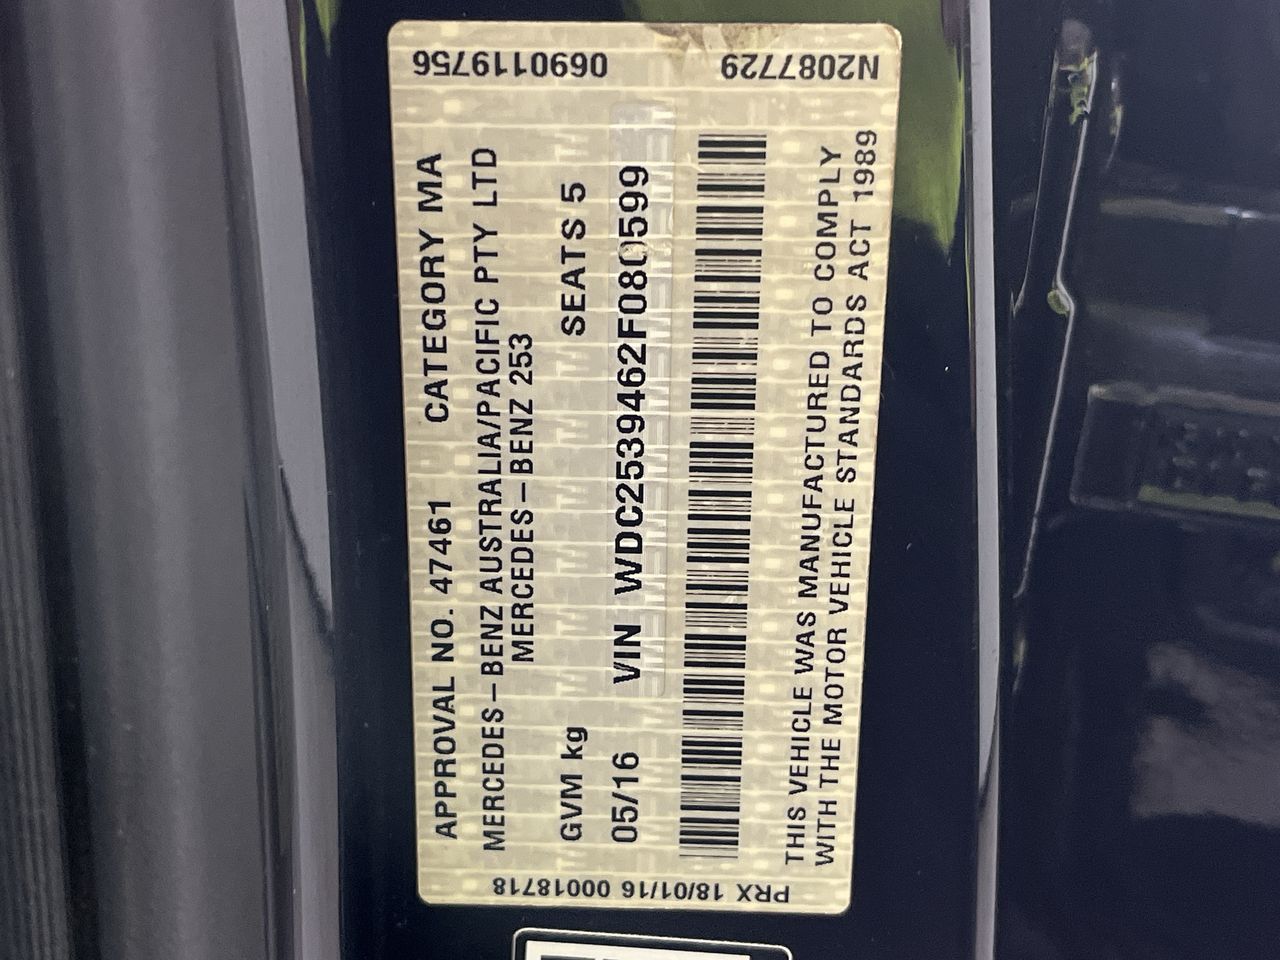 0690119756
N2087729
APPROVAL NO. 47461 CATEGORY MA
MERCEDES-BENZ AUSTRALIA/PACIFIC PTY LTD
MERCEDES-BENZ 253
GVM kg SEATS 5
05/16 VIN WDC2539462F080599
THIS VEHICLE WAS MANUFACTURED TO COMPLY
WITH THE MOTOR VEHICLE STANDARDS ACT 1989
PRX 18/01/16 00018718